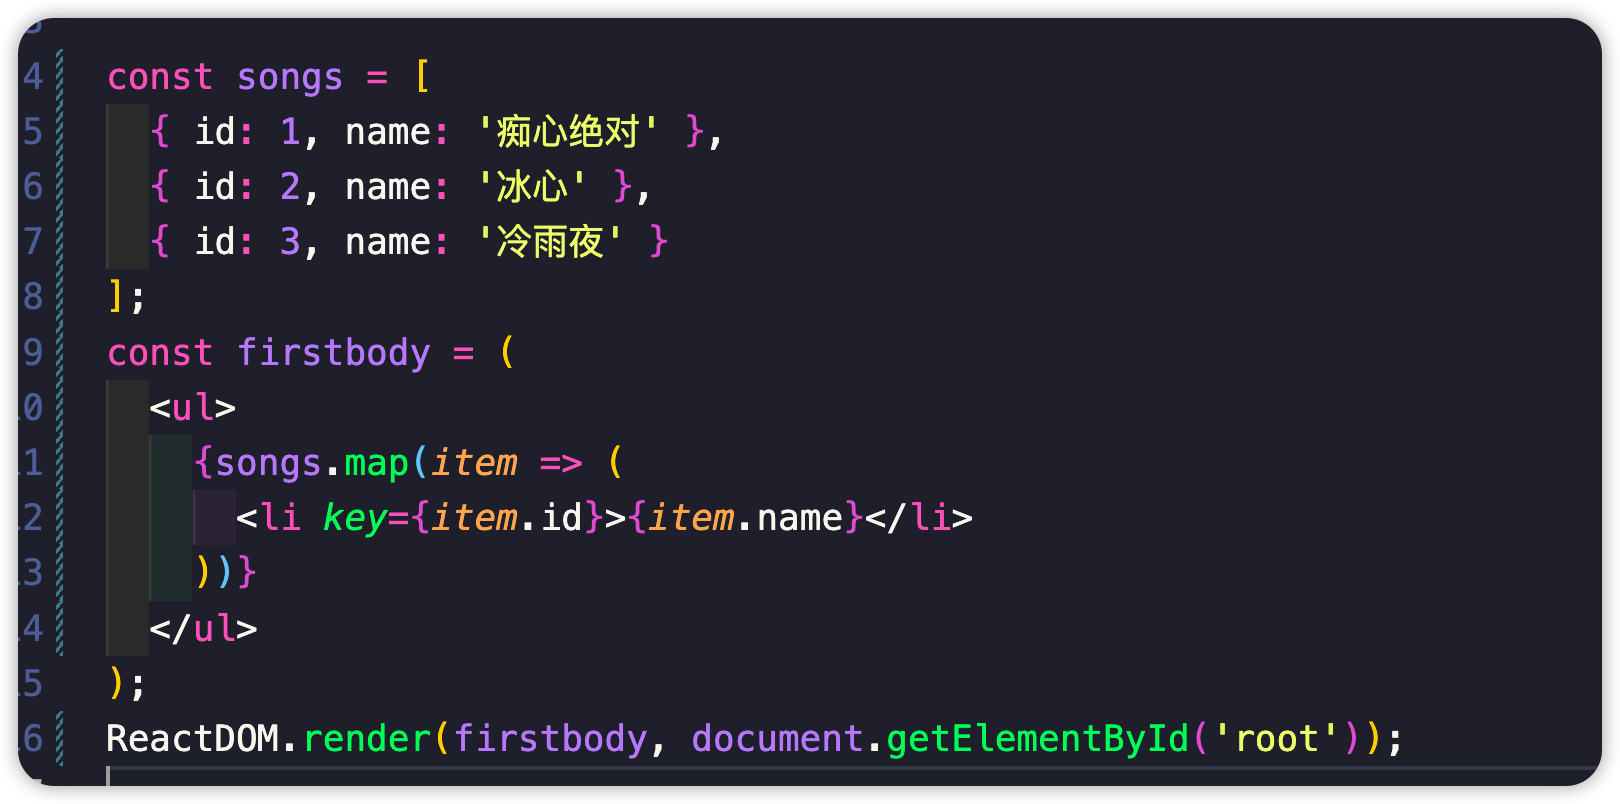 4 const songs = [
5 { id: 1, name: '痴心绝对' },
6 { id: 2, name: '冰心' },
7 { id: 3, name: '冷雨夜' }
8 ];
9 const firstbody = (
0 <ul>
1 {songs.map(item => (
2 <li key={item.id}>{item.name}</li>
3 ))}
4 </ul>
5 );
6 ReactDOM.render(firstbody, document.getElementById('root'));